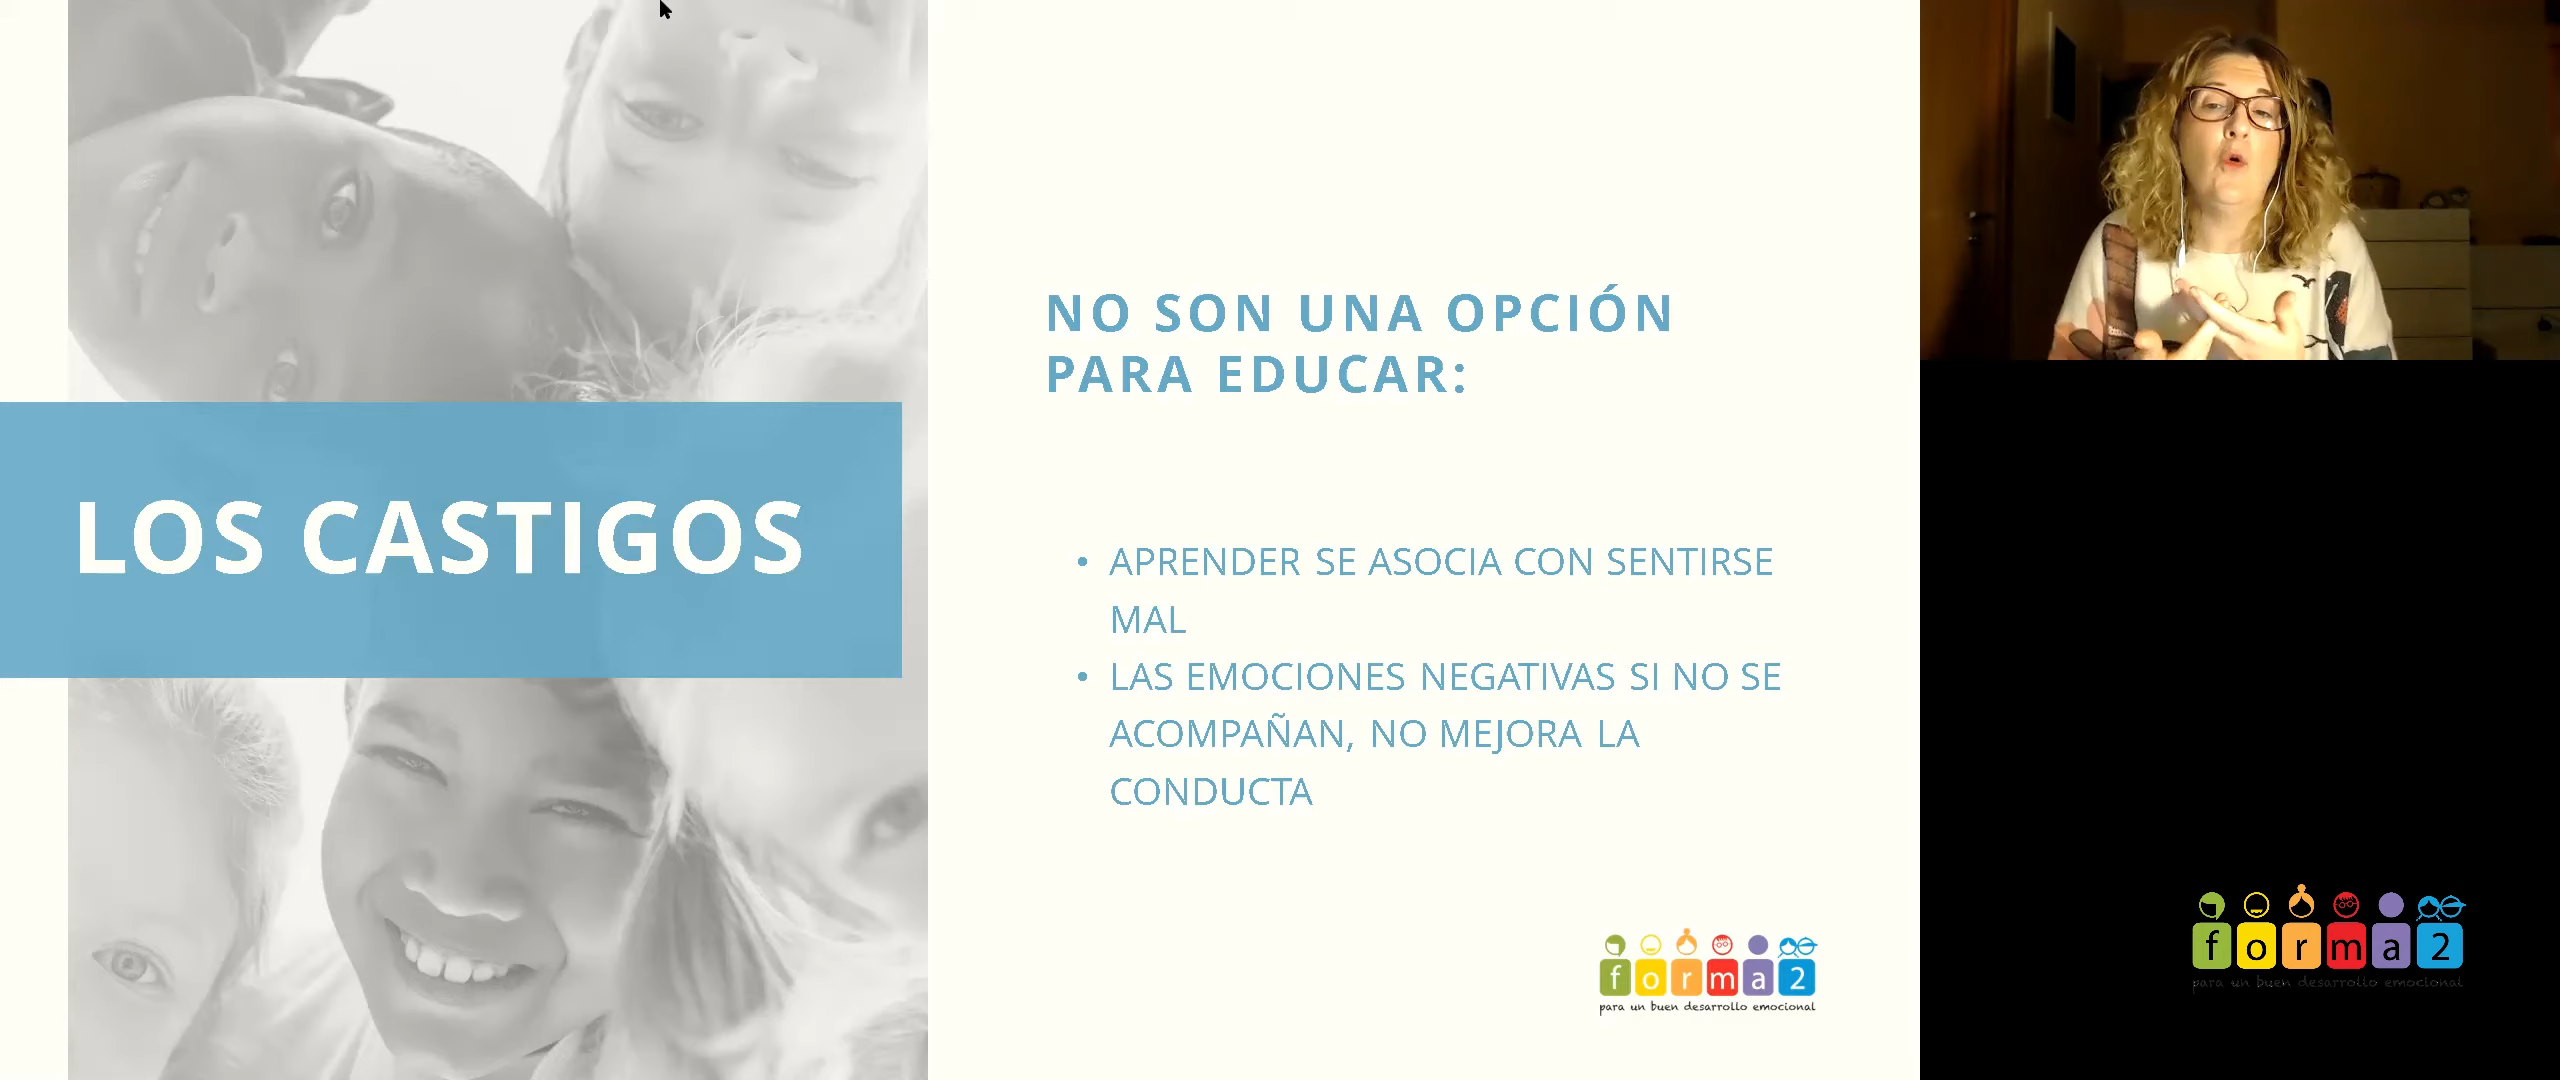 LOS CASTIGOS
NO SON UNA OPCIÓN
PARA EDUCAR:
• APRENDER SE ASOCIA CON SENTIRSE
MAL
• LAS EMOCIONES NEGATIVAS SI NO SE
ACOMPAÑAN, NO MEJORA LA
CONDUCTA
forma2
para un buen desarrollo emocional
forma2
para un buen desarrollo emocional